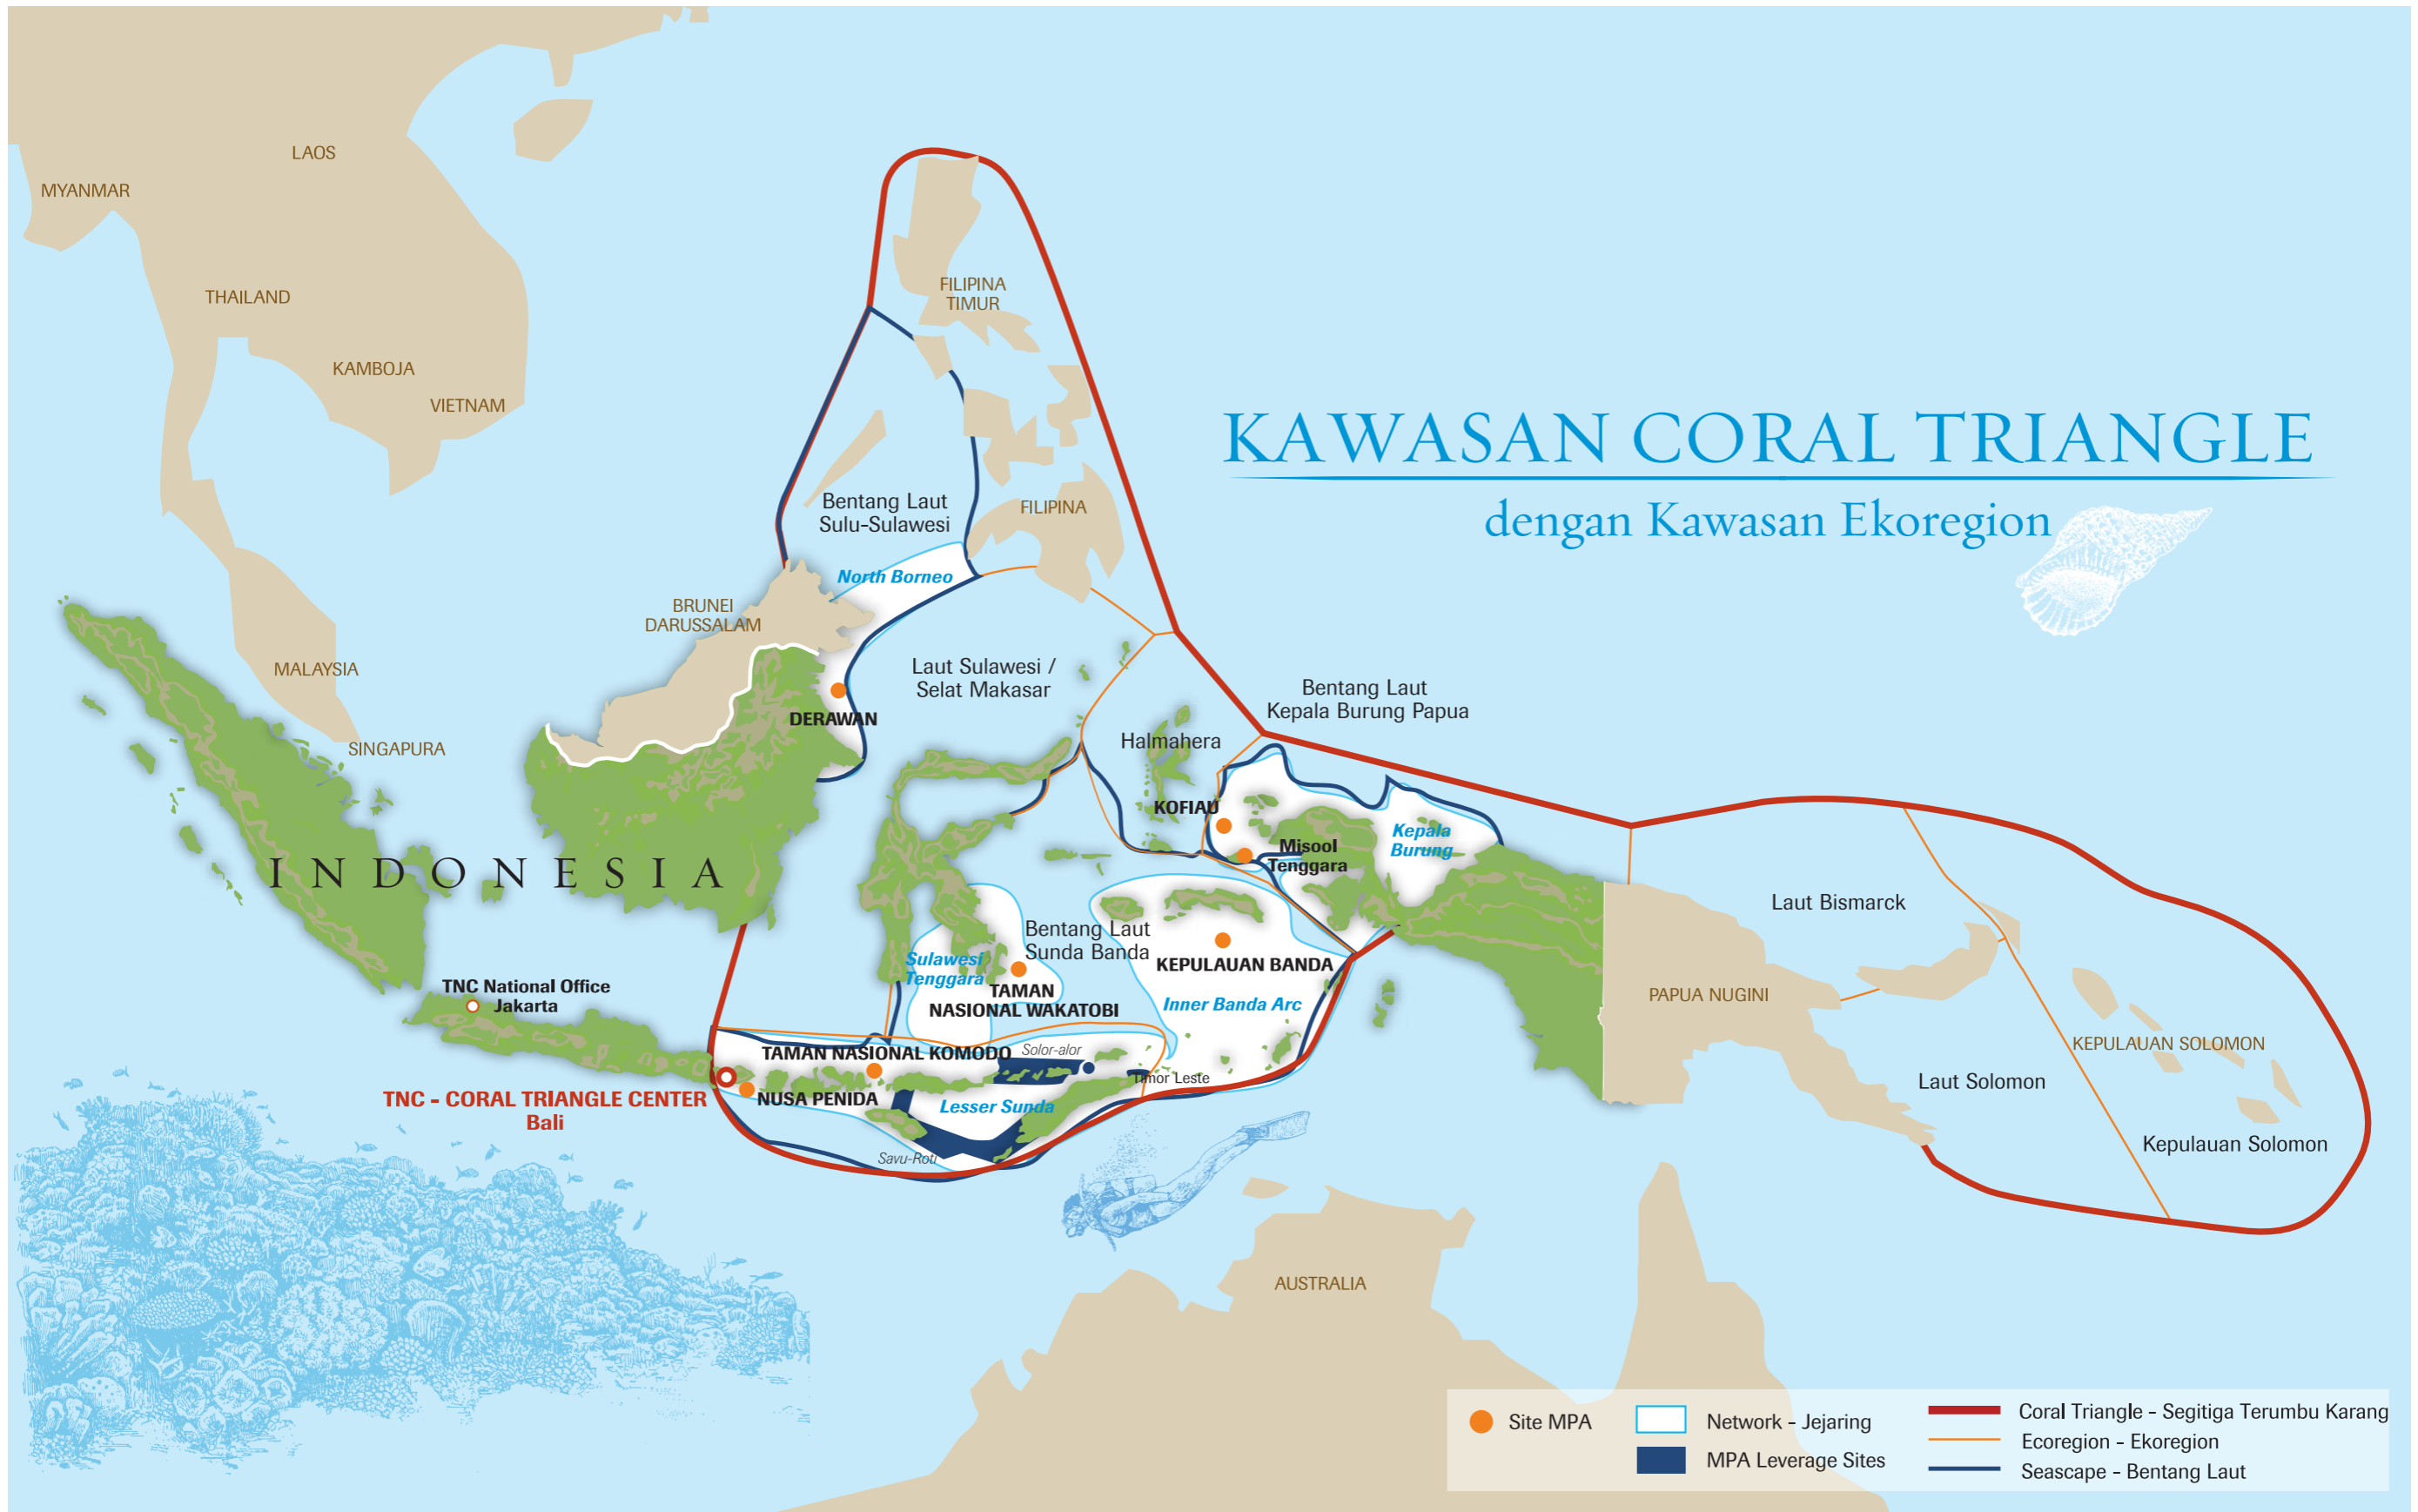 LAOS
MYANMAR
THAILAND
KAMBOJA
VIETNAM
FILIPINA
TIMUR
KAWASAN CORAL TRIANGLE
dengan Kawasan Ekoregion
Bentang Laut
Sulu-Sulawesi
FILIPINA
North Borneo
BRUNEI
DARUSSALAM
MALAYSIA
SINGAPURA
Laut Sulawesi /
Selat Makasar
DERAWAN
Bentang Laut
Kepala Burung Papua
Halmahera
KOFIAU
Kepala
Burung
Misool
Tenggara
INDONESIA
Laut Bismarck
Bentang Laut
Sunda Banda
Sulawesi
Tenggara
KEPULAUAN BANDA
TAMAN
NASIONAL WAKATOBI
Inner Banda Arc
TNC National Office
Jakarta
PAPUA NUGINI
KEPULAUAN SOLOMON
TAMAN NASIONAL KOMODO
Solor-alor
Timor Leste
Laut Solomon
TNC - CORAL TRIANGLE CENTER
Bali
NUSA PENIDA
Lesser Sunda
Savu-Roti
Kepulauan Solomon
AUSTRALIA
Site MPA
Network - Jejaring
MPA Leverage Sites
Coral Triangle - Segitiga Terumbu Karang
Ecoregion - Ekoregion
Seascape - Bentang Laut